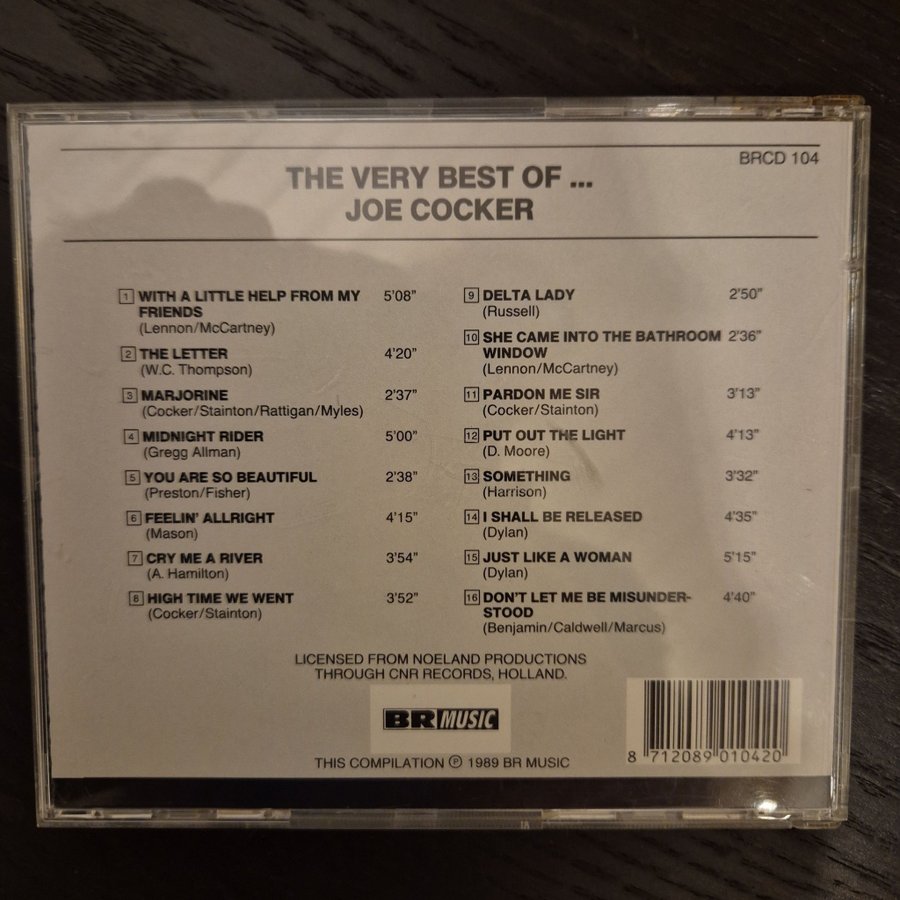 BRCD 104
THE VERY BEST OF ...
JOE COCKER
1 WITH A LITTLE HELP FROM MY 5'08"
FRIENDS
(Lennon/McCartney)
2 THE LETTER 4'20"
(W.C. Thompson)
3 MARJORINE 2'37"
(Cocker/Stainton/Rattigan/Myles)
4 MIDNIGHT RIDER 5'00"
(Gregg Allman)
5 YOU ARE SO BEAUTIFUL 2'38"
(Preston/Fisher)
6 FEELIN' ALLRIGHT 4'15"
(Mason)
7 CRY ME A RIVER 3'54"
(A. Hamilton)
8 HIGH TIME WE WENT 3'52"
(Cocker/Stainton)
9 DELTA LADY 2'50"
(Russell)
10 SHE CAME INTO THE BATHROOM 2'36"
WINDOW
(Lennon/McCartney)
11 PARDON ME SIR 3'13"
(Cocker/Stainton)
12 PUT OUT THE LIGHT 4'13"
(D. Moore)
13 SOMETHING 3'32"
(Harrison)
14 I SHALL BE RELEASED 4'35"
(Dylan)
15 JUST LIKE A WOMAN 5'15"
(Dylan)
16 DON'T LET ME BE MISUNDER- 4'40"
STOOD
(Benjamin/Caldwell/Marcus)
LICENSED FROM NOELAND PRODUCTIONS
THROUGH CNR RECORDS, HOLLAND.
BR MUSIC
8 712089 010420
THIS COMPILATION ℗ 1989 BR MUSIC